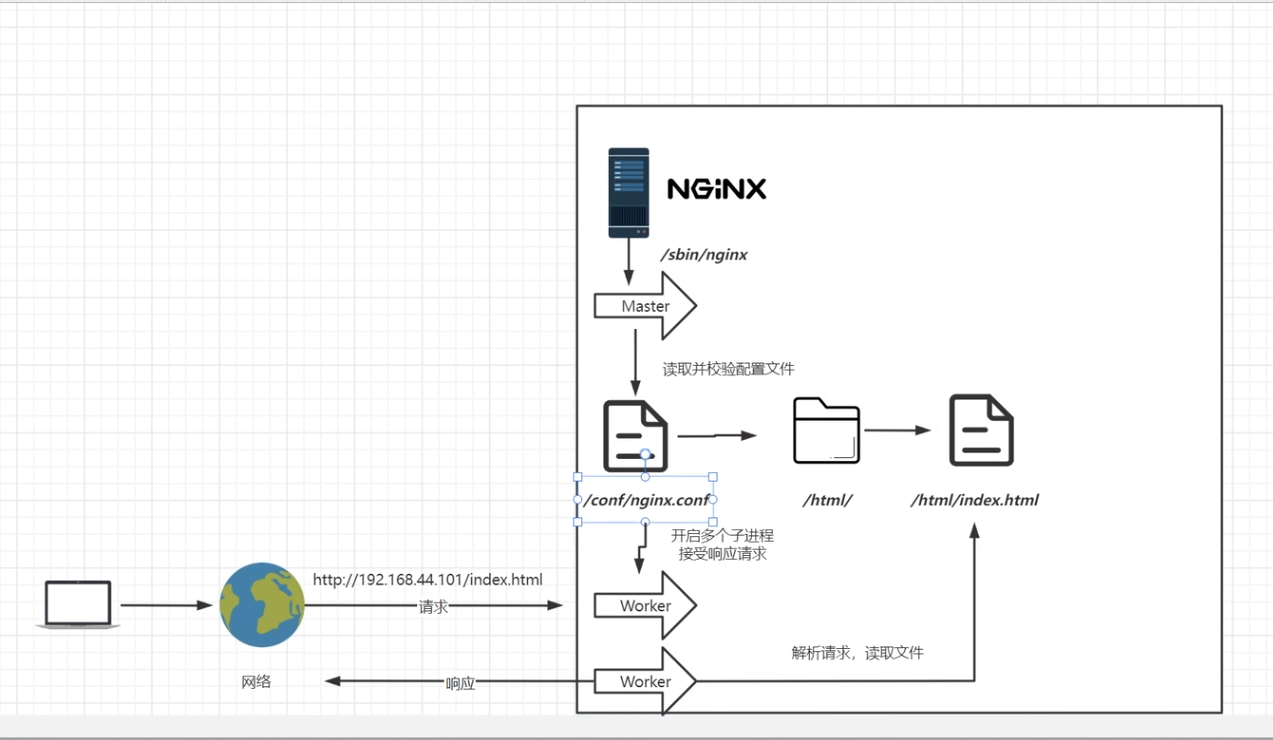 NGiNX
/sbin/nginx
Master
读取并校验配置文件
/conf/nginx.conf
/html/
/html/index.html
开启多个子进程
接受响应请求
http://192.168.44.101/index.html
请求
Worker
解析请求，读取文件
网络
响应
Worker